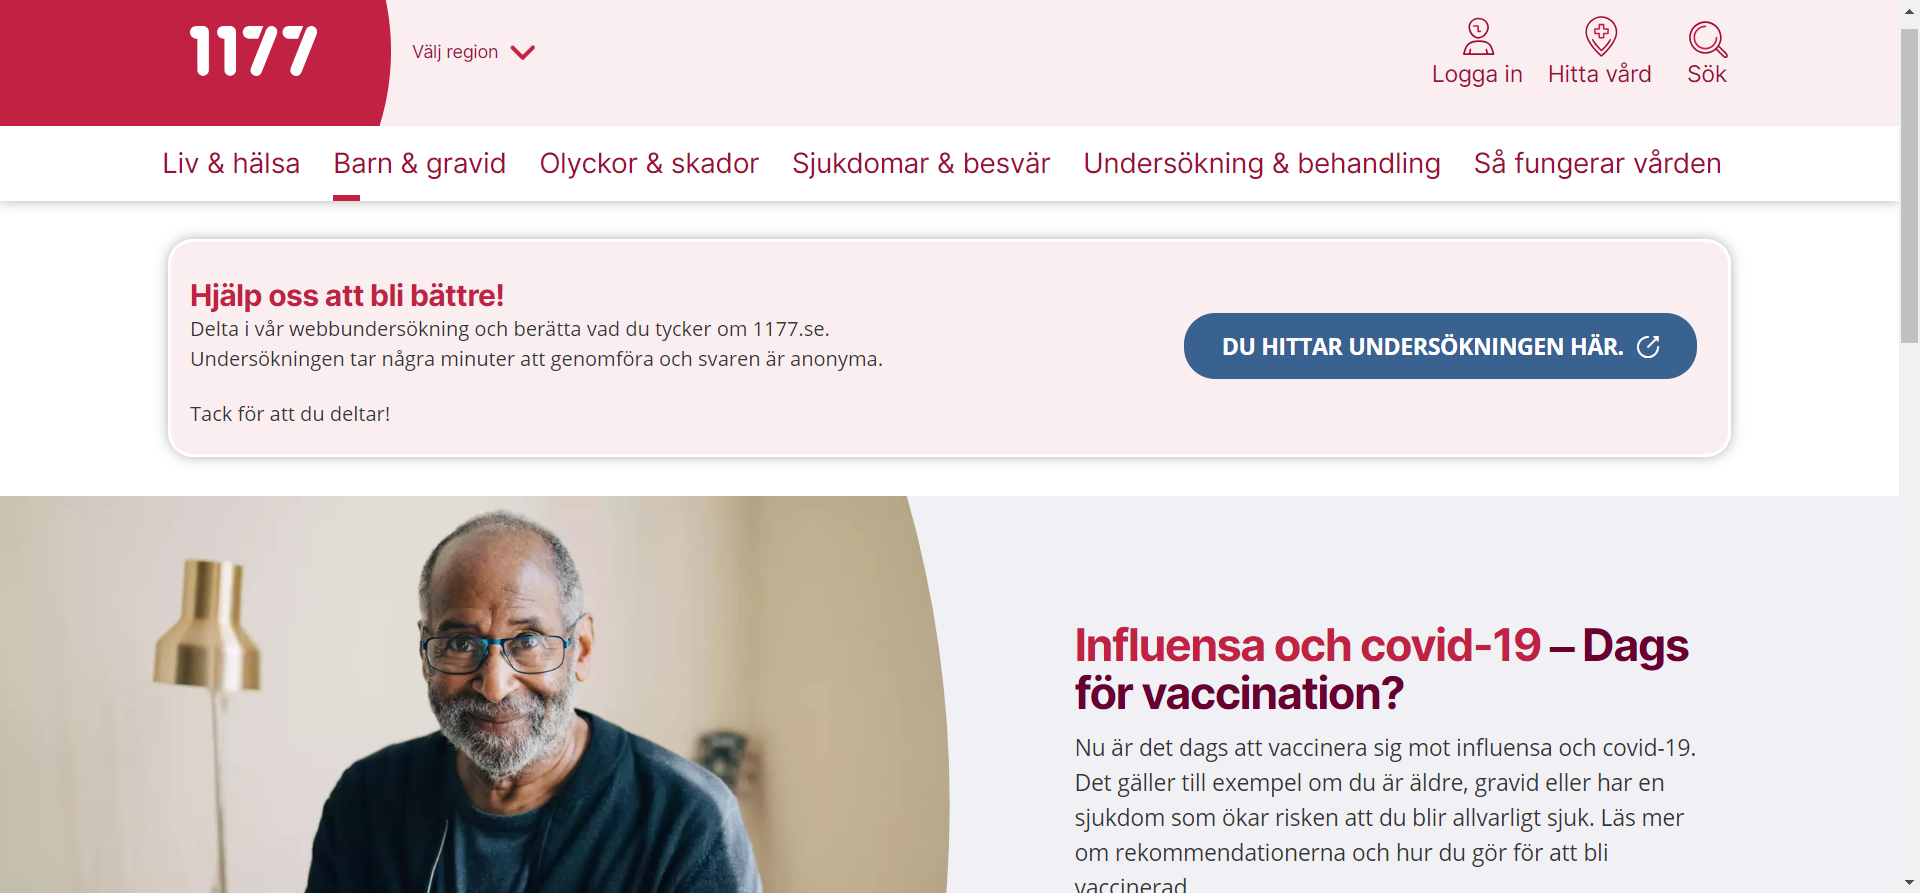 1177
Välj region
Logga in
Hitta vård
Sök
Liv & hälsa
Barn & gravid
Olyckor & skador
Sjukdomar & besvär
Undersökning & behandling
Så fungerar vården
Hjälp oss att bli bättre!
Delta i vår webbundersökning och berätta vad du tycker om 1177.se.
Undersökningen tar några minuter att genomföra och svaren är anonyma.
Tack för att du deltar!
DU HITTAR UNDERSÖKNINGEN HÄR.
Influensa och covid-19 – Dags
för vaccination?
Nu är det dags att vaccinera sig mot influensa och covid-19.
Det gäller till exempel om du är äldre, gravid eller har en
sjukdom som ökar risken att du blir allvarligt sjuk. Läs mer
om rekommendationerna och hur du gör för att bli
vaccinerad